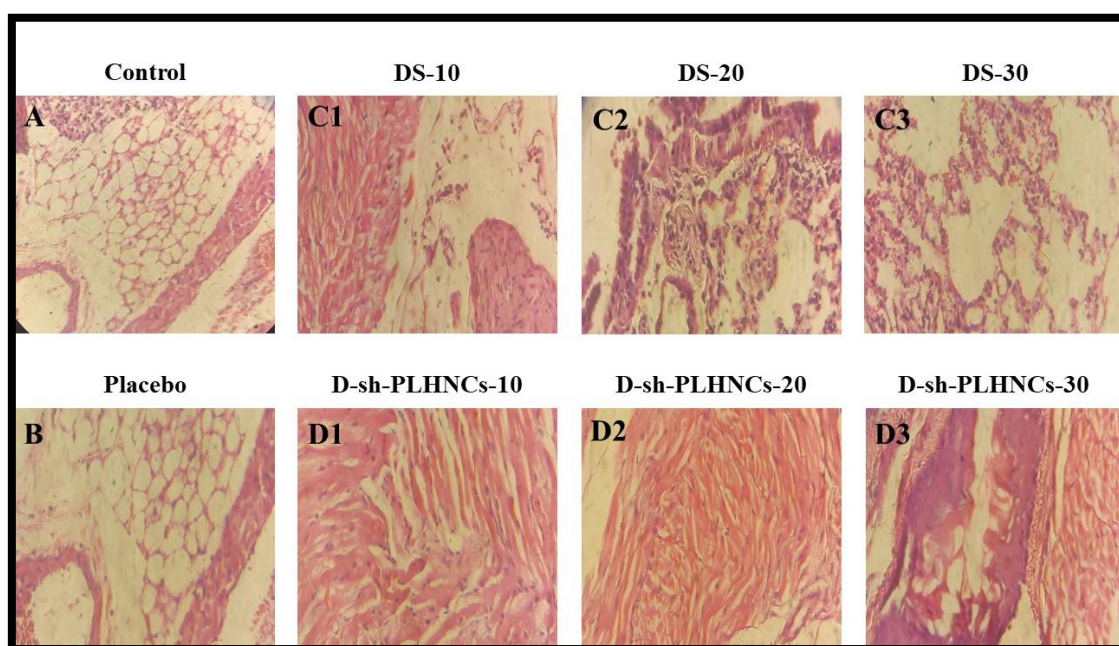 Control DS-10 DS-20 DS-30
A C1 C2 C3
Placebo D-sh-PLHNCs-10 D-sh-PLHNCs-20 D-sh-PLHNCs-30
B D1 D2 D3